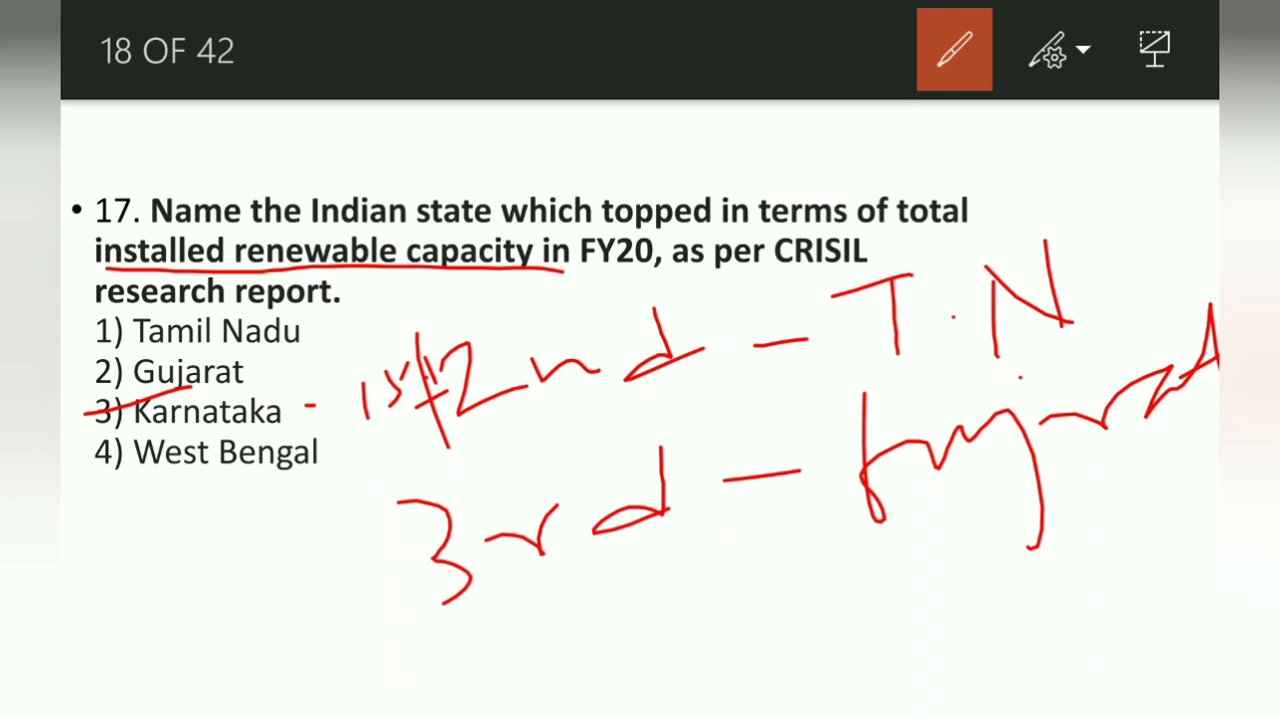 18 OF 42
• 17. Name the Indian state which topped in terms of total
installed renewable capacity in FY20, as per CRISIL
research report.
1) Tamil Nadu
2) Gujarat
3) Karnataka - 1st
4) West Bengal
2nd - T.N
3rd - Gujarat